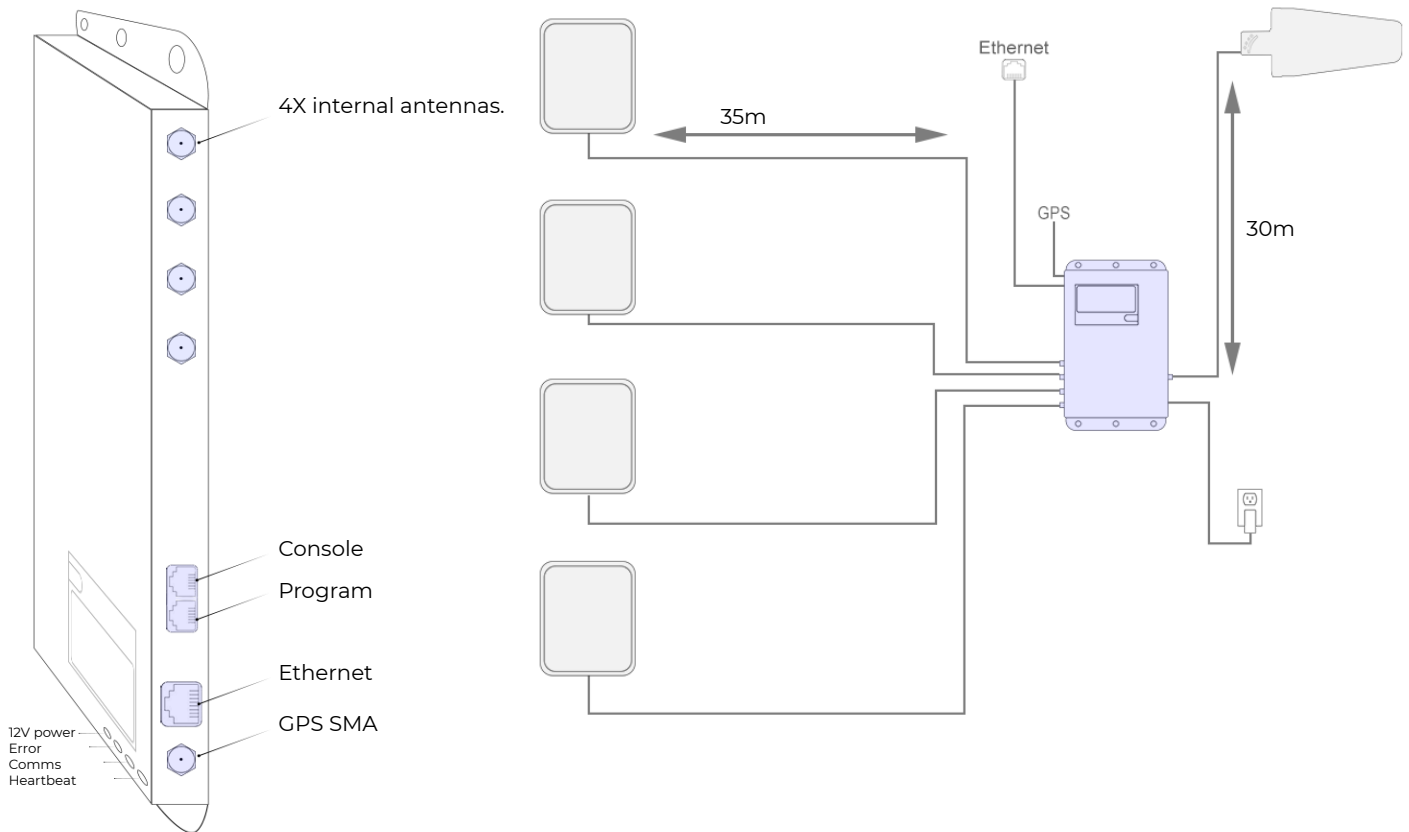 4X internal antennas.
Console
Program
Ethernet
GPS SMA
12V power
Error
Comms
Heartbeat
35m
Ethernet
GPS
30m